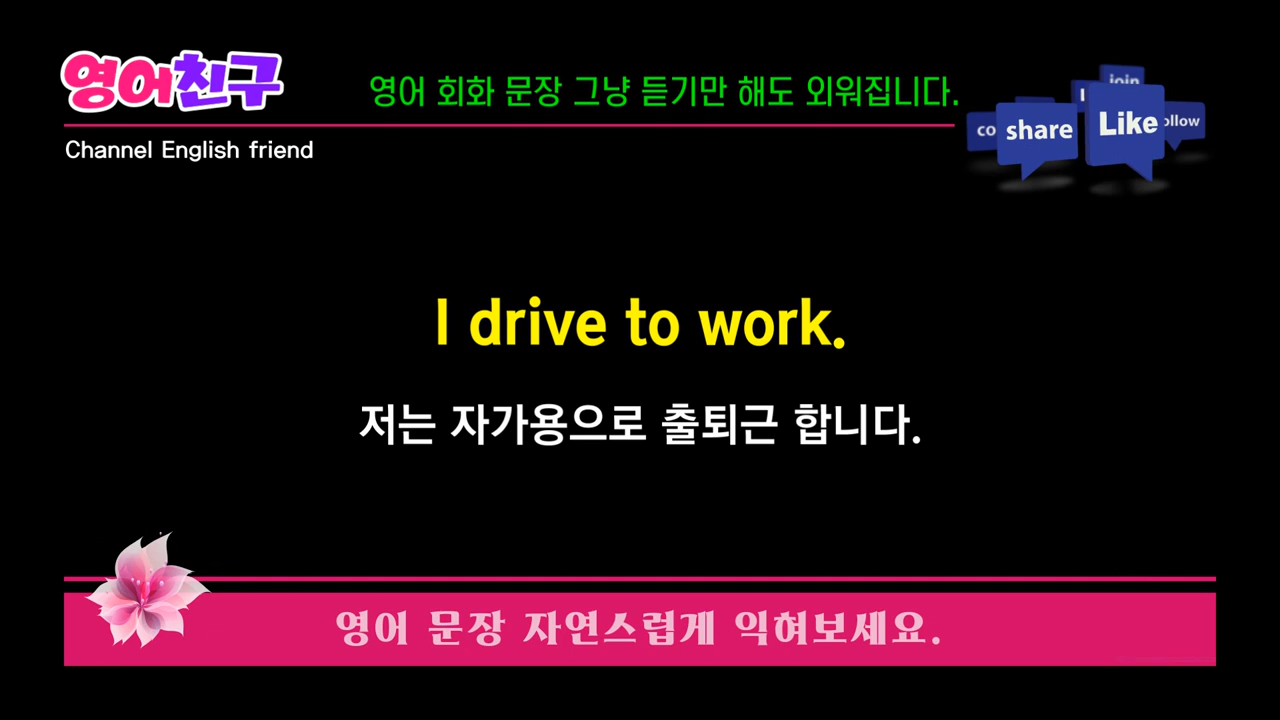 영어친구
영어 회화 문장 그냥 듣기만 해도 외워집니다.
Channel English friend
join
share
Like
I drive to work.
저는 자가용으로 출퇴근 합니다.
영어 문장 자연스럽게 익혀보세요.